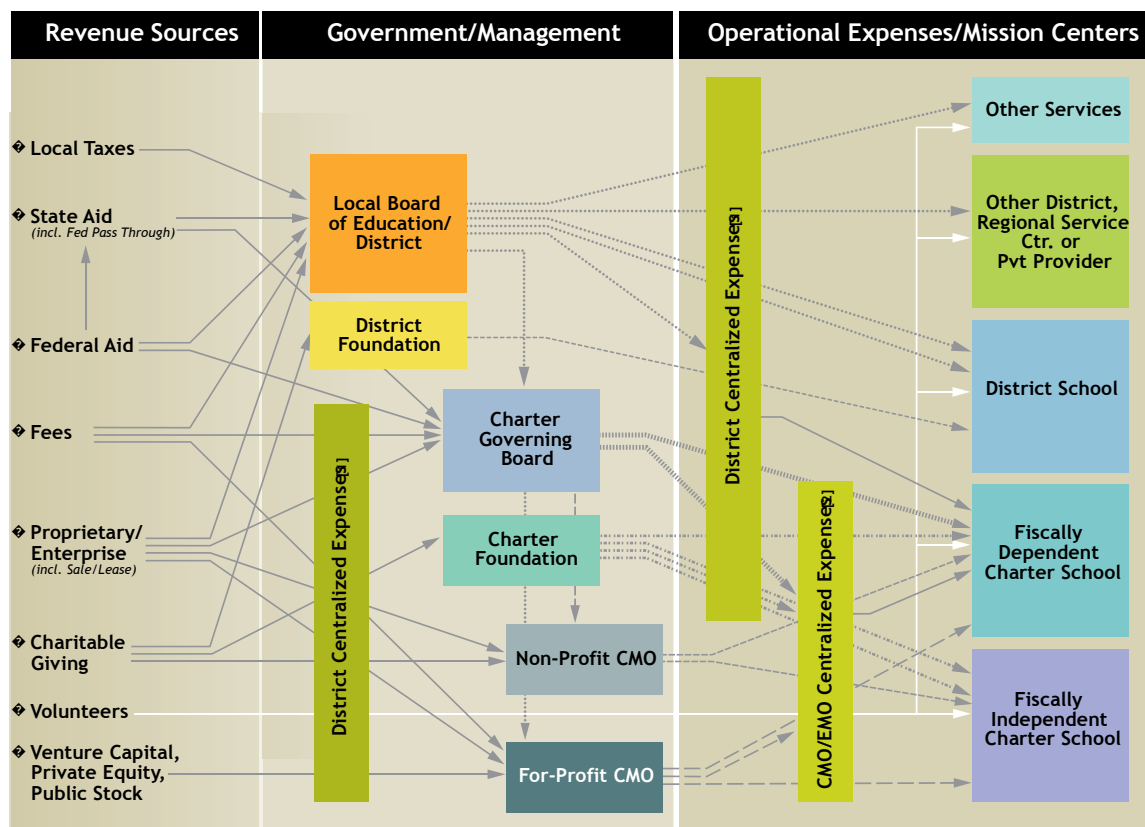 Revenue Sources
Government/Management
Operational Expenses/Mission Centers
� Local Taxes
� State Aid
(incl. Fed Pass Through)
� Federal Aid
� Fees
� Proprietary/
Enterprise
(incl. Sale/Lease)
� Charitable
Giving
� Volunteers
� Venture Capital,
Private Equity,
Public Stock
Local Board
of Education/
District
District
Foundation
Charter
Governing
Board
Charter
Foundation
Non-Profit CMO
For-Profit CMO
District Centralized Expenses
District Centralized Expenses
CMO/EMO Centralized Expenses
Other Services
Other District,
Regional Service
Ctr. or
Pvt Provider
District School
Fiscally
Dependent
Charter School
Fiscally
Independent
Charter School